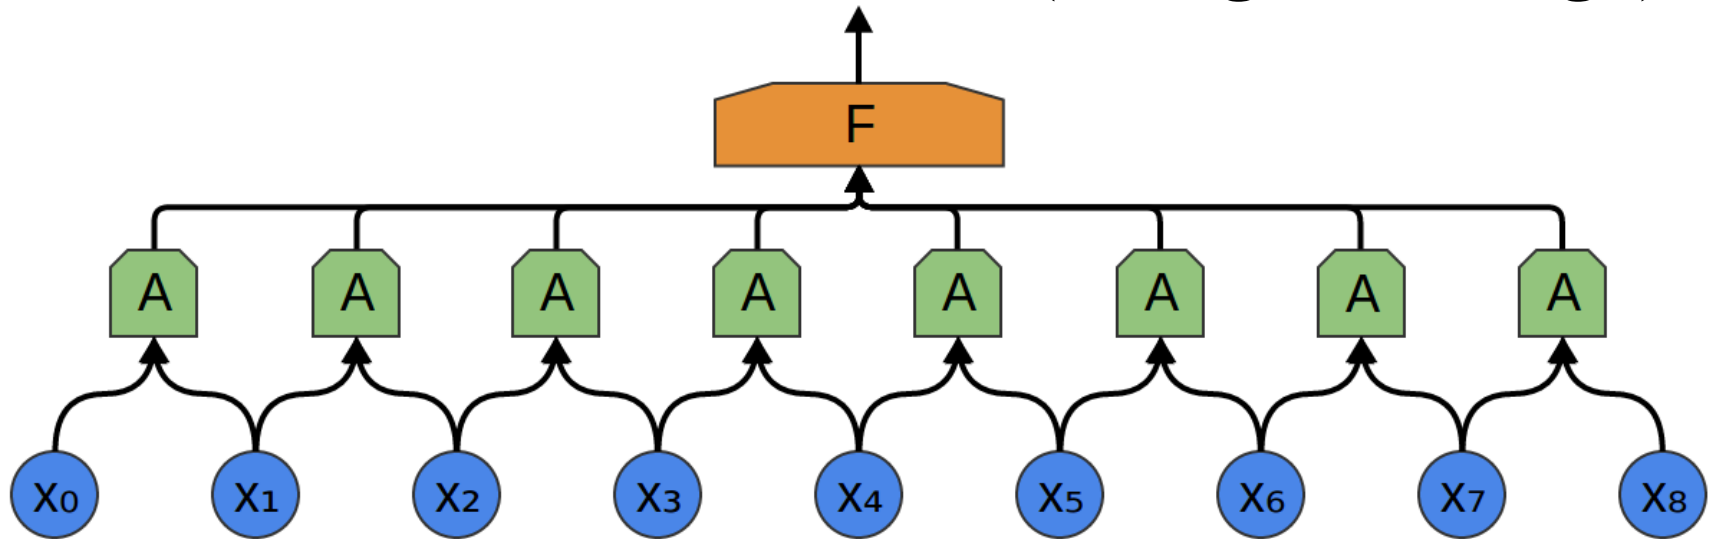 F
A A A A A A A A
X₀ X₁ X₂ X₃ X₄ X₅ X₆ X₇ X₈